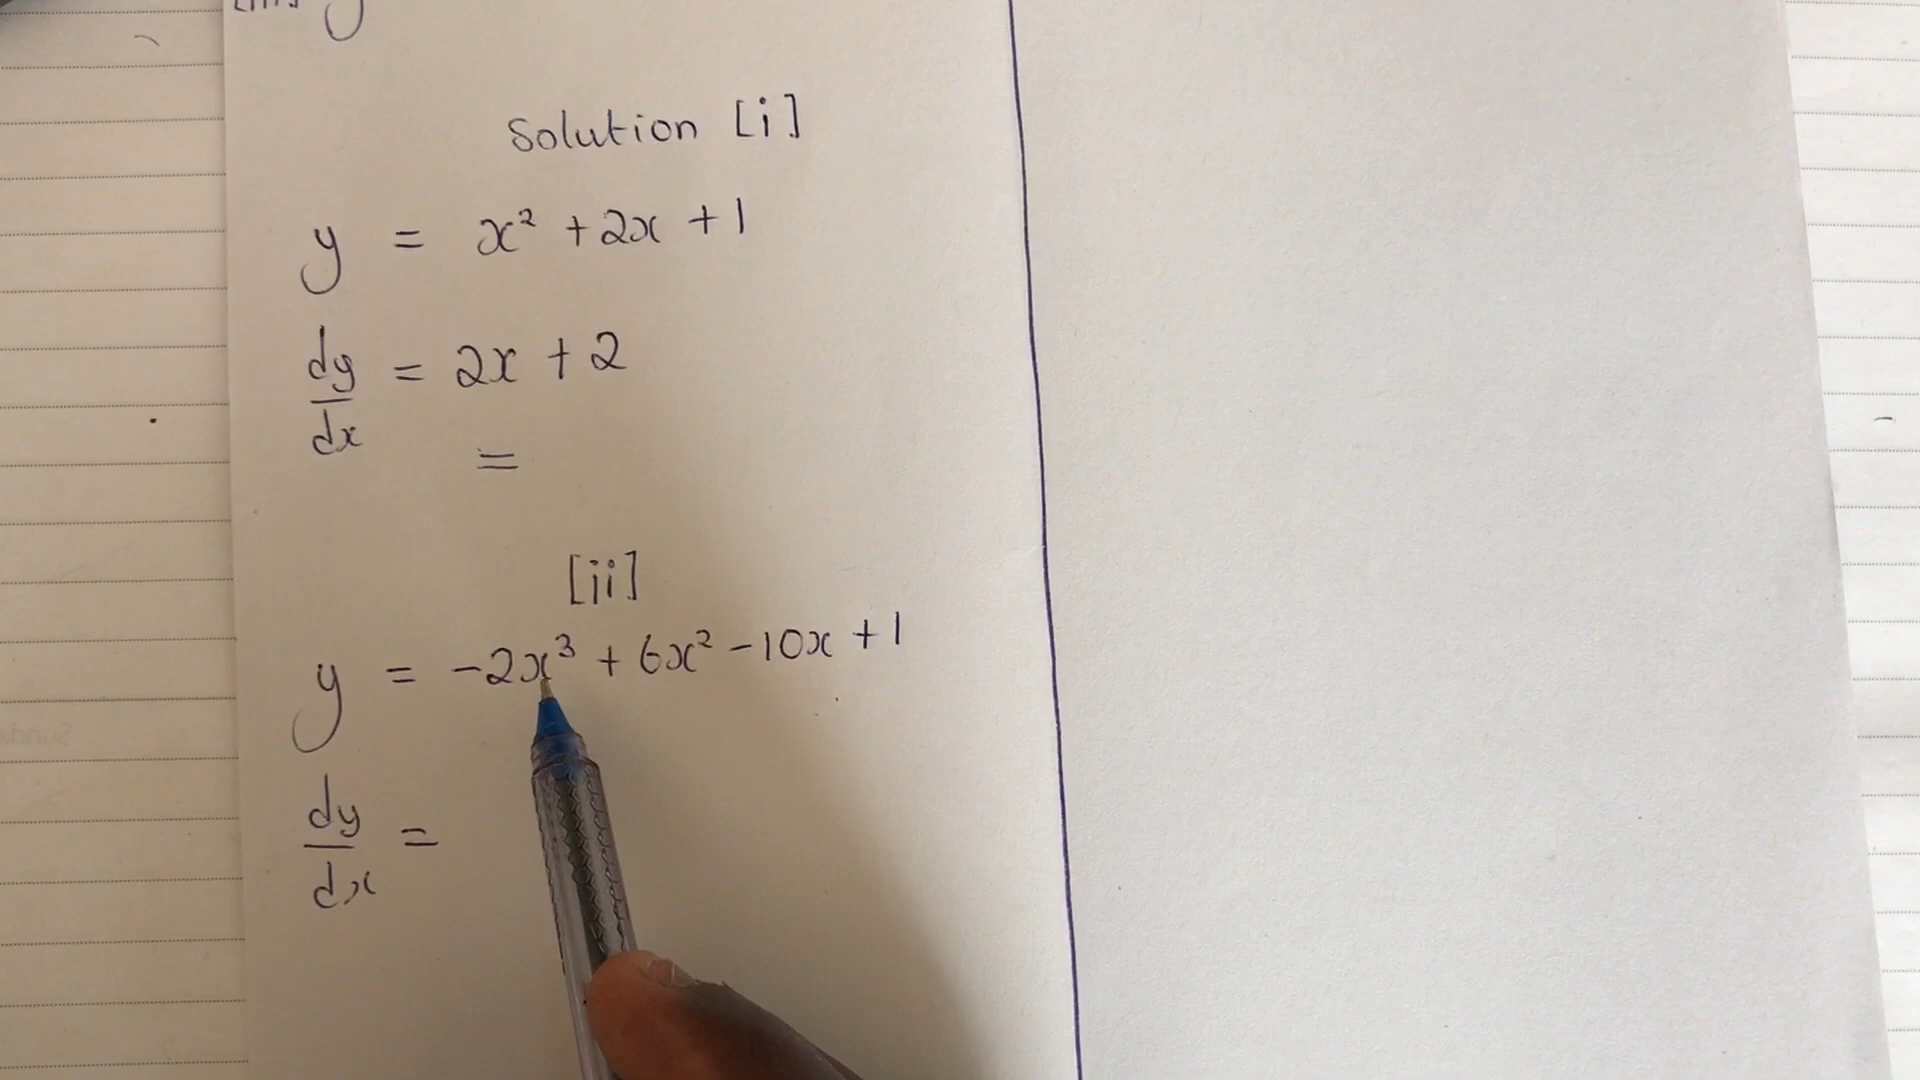 Solution [i]
y = x² + 2x + 1
dy/dx = 2x + 2
=
[ii]
y = -2x³ + 6x² - 10x + 1
dy/dx =